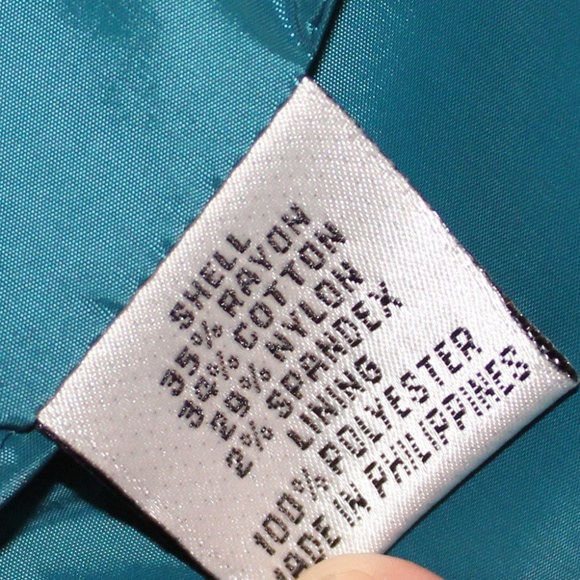 SHELL
35% RAYON
34% COTTON
29% NYLON
2% SPANDEX
LINING
100% POLYESTER
MADE IN PHILIPPINES